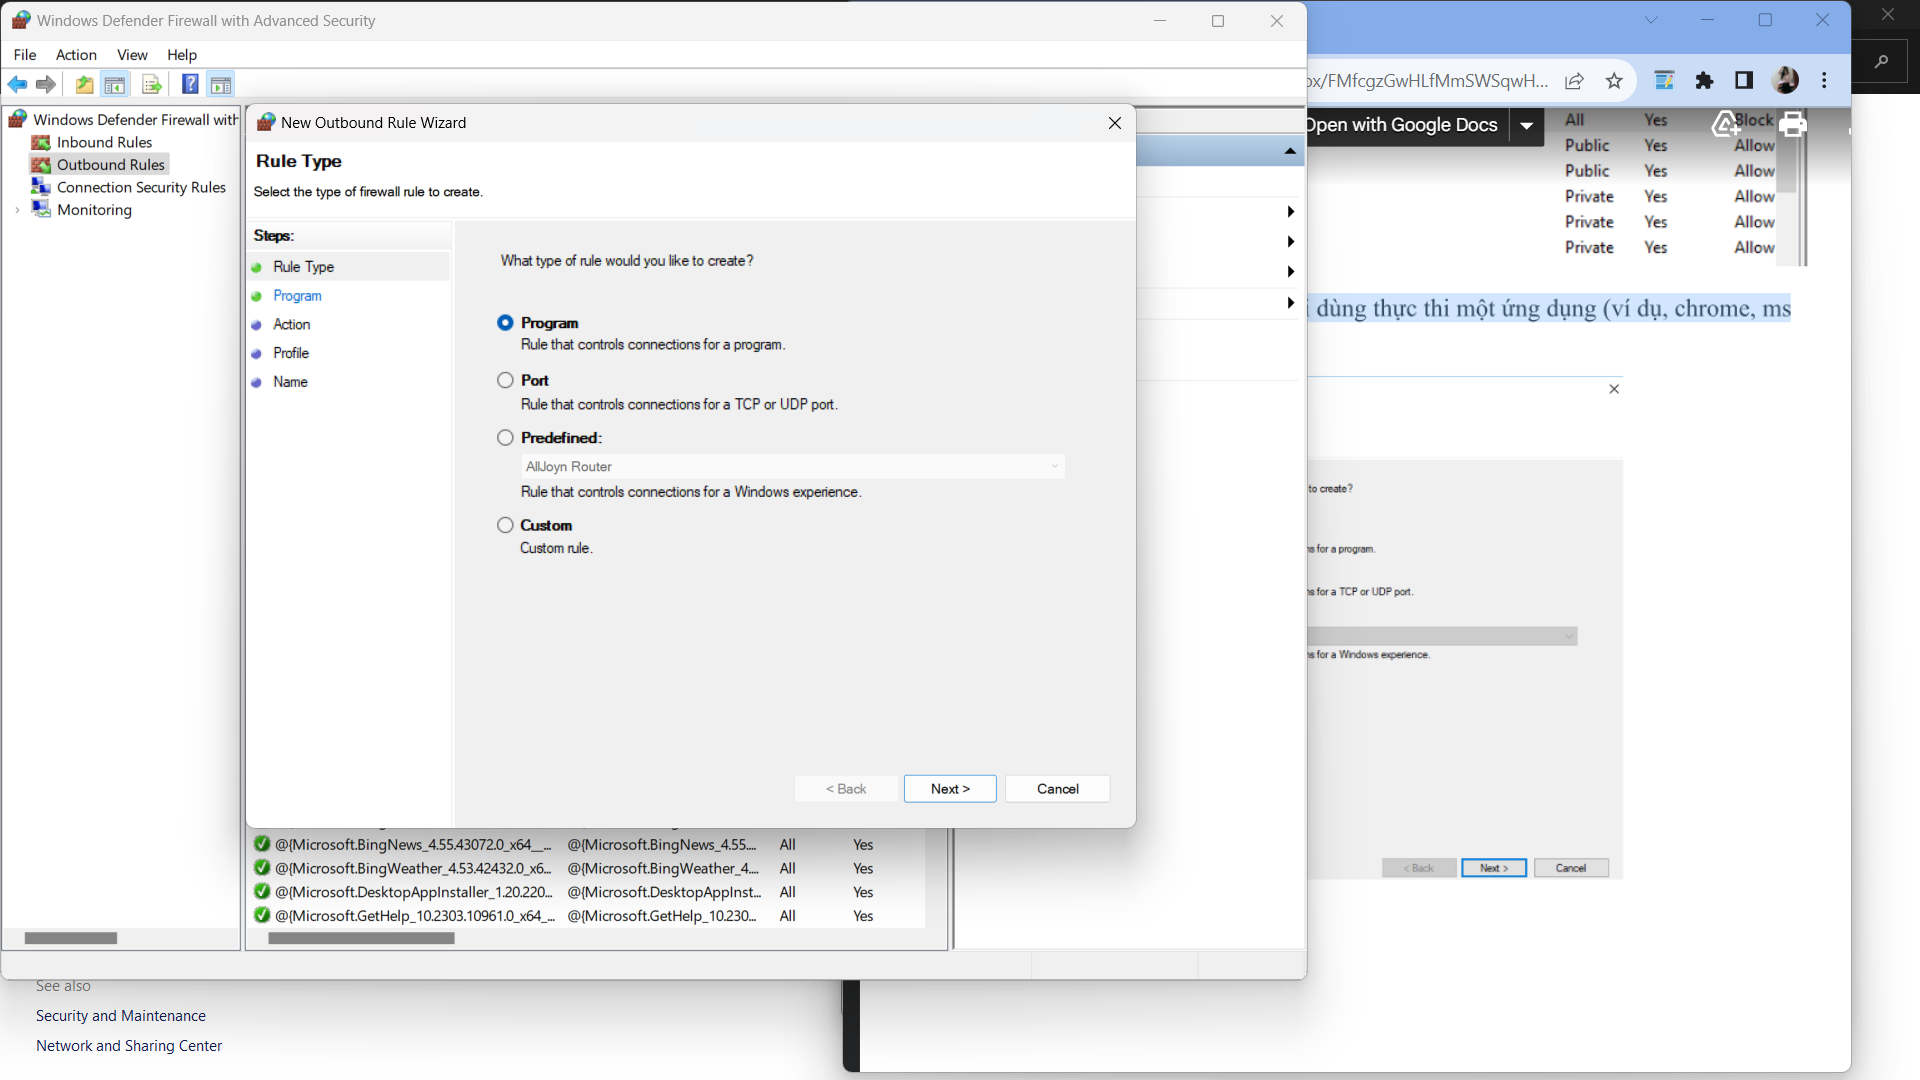 Windows Defender Firewall with Advanced Security
File Action View Help
Windows Defender Firewall with
Inbound Rules
Outbound Rules
Connection Security Rules
Monitoring
New Outbound Rule Wizard
Rule Type
Select the type of firewall rule to create.
Steps:
Rule Type
Program
Action
Profile
Name
What type of rule would you like to create?
Program
Rule that controls connections for a program.
Port
Rule that controls connections for a TCP or UDP port.
Predefined:
AllJoyn Router
Rule that controls connections for a Windows experience.
Custom
Custom rule.
< Back Next > Cancel
@{Microsoft.BingNews_4.55.43072.0_x64__... @{Microsoft.BingNews_4.55.... All Yes
@{Microsoft.BingWeather_4.53.42432.0_x6... @{Microsoft.BingWeather_4.... All Yes
@{Microsoft.DesktopAppInstaller_1.20.220... @{Microsoft.DesktopAppInst... All Yes
@{Microsoft.GetHelp_10.2303.10961.0_x64_... @{Microsoft.GetHelp_10.230... All Yes
See also
Security and Maintenance
Network and Sharing Center
ox/FMfcgzGwHLfMmSWSqwH...
Open with Google Docs
All Yes Block
Public Yes Allow
Public Yes Allow
Private Yes Allow
Private Yes Allow
Private Yes Allow
i dùng thực thi một ứng dụng (ví dụ, chrome, ms
to create?
ns for a program.
ns for a TCP or UDP port.
ns for a Windows experience.
< Back Next > Cancel